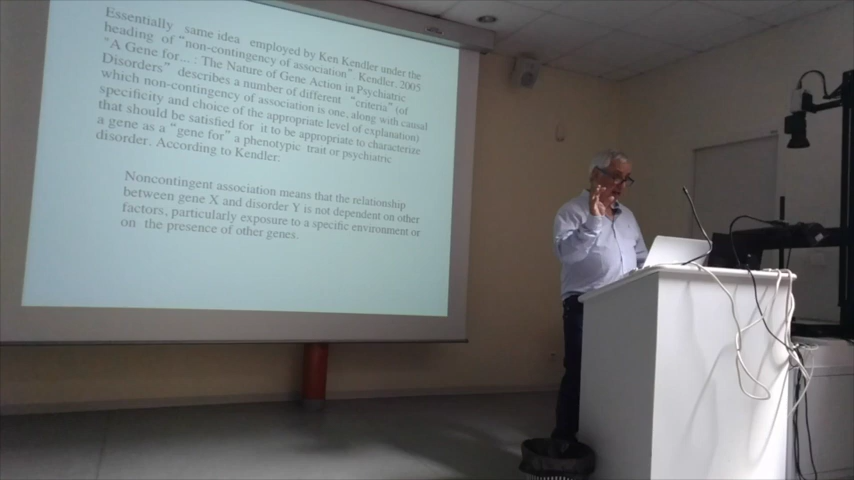 Essentially same idea employed by Ken Kendler under the
heading of "non-contingency of association". Kendler, 2005
"A Gene for... : The Nature of Gene Action in Psychiatric
Disorders" describes a number of different "criteria" (of
which non-contingency of association is one, along with causal
specificity and choice of the appropriate level of explanation)
that should be satisfied for it to be appropriate to characterize
a gene as a "gene for" a phenotypic trait or psychiatric
disorder. According to Kendler:
Noncontingent association means that the relationship
between gene X and disorder Y is not dependent on other
factors, particularly exposure to a specific environment or
on the presence of other genes.